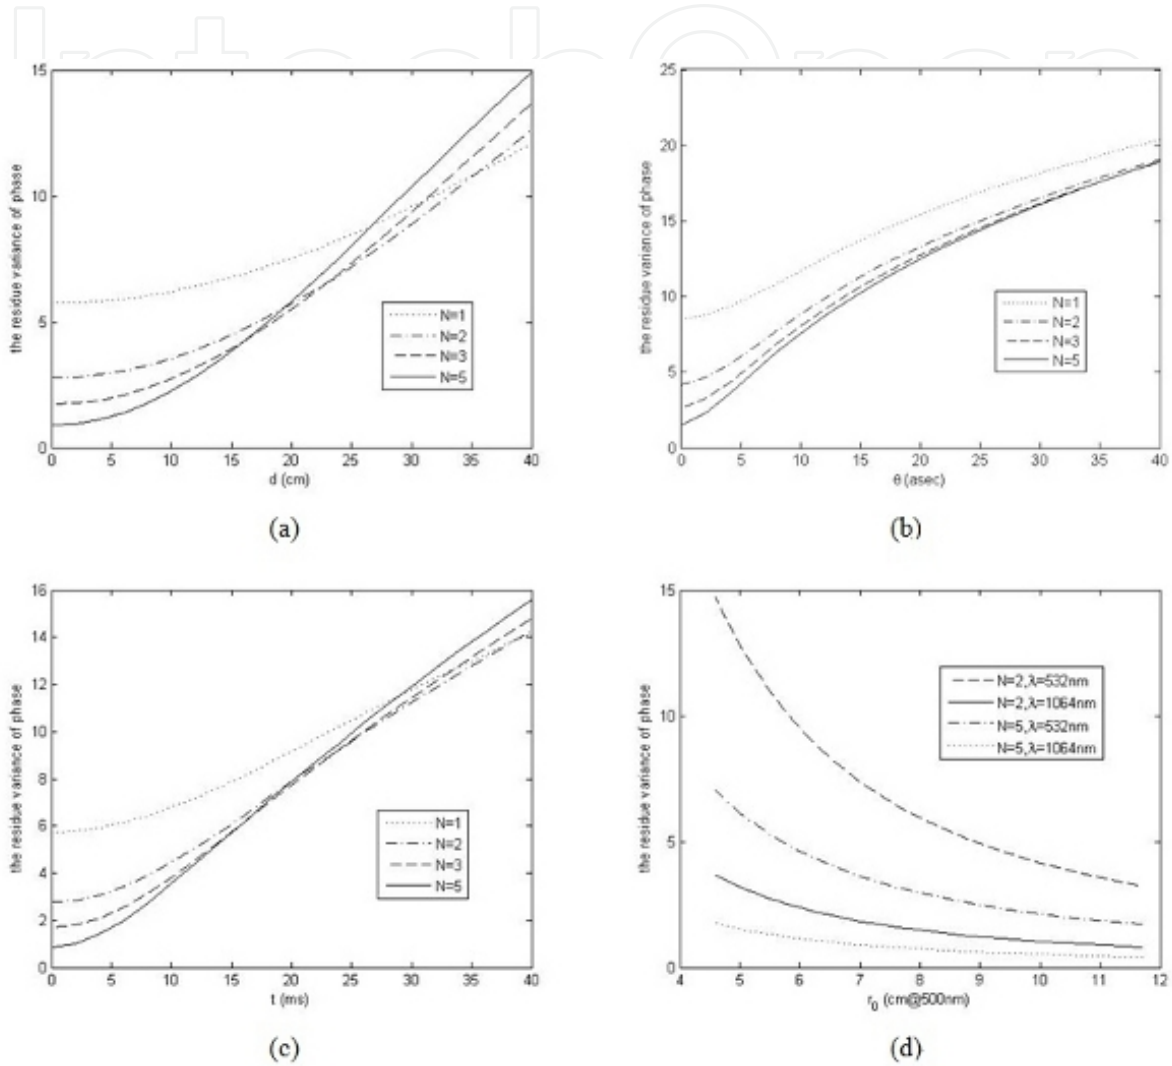 IntechOpen
15
10
5
0
the residue variance of phase
N=1
N=2
N=3
N=5
0 5 10 15 20 25 30 35 40
d (cm)
(a)
25
20
15
10
5
0
the residue variance of phase
N=1
N=2
N=3
N=5
0 5 10 15 20 25 30 35 40
θ (asec)
(b)
16
14
12
10
8
6
4
2
0
the residue variance of phase
N=1
N=2
N=3
N=5
0 5 10 15 20 25 30 35 40
t (ms)
(c)
15
10
5
0
the residue variance of phase
N=2,λ=532nm
N=2,λ=1064nm
N=5,λ=532nm
N=5,λ=1064nm
4 5 6 7 8 9 10 11 12
r₀ (cm@500nm)
(d)